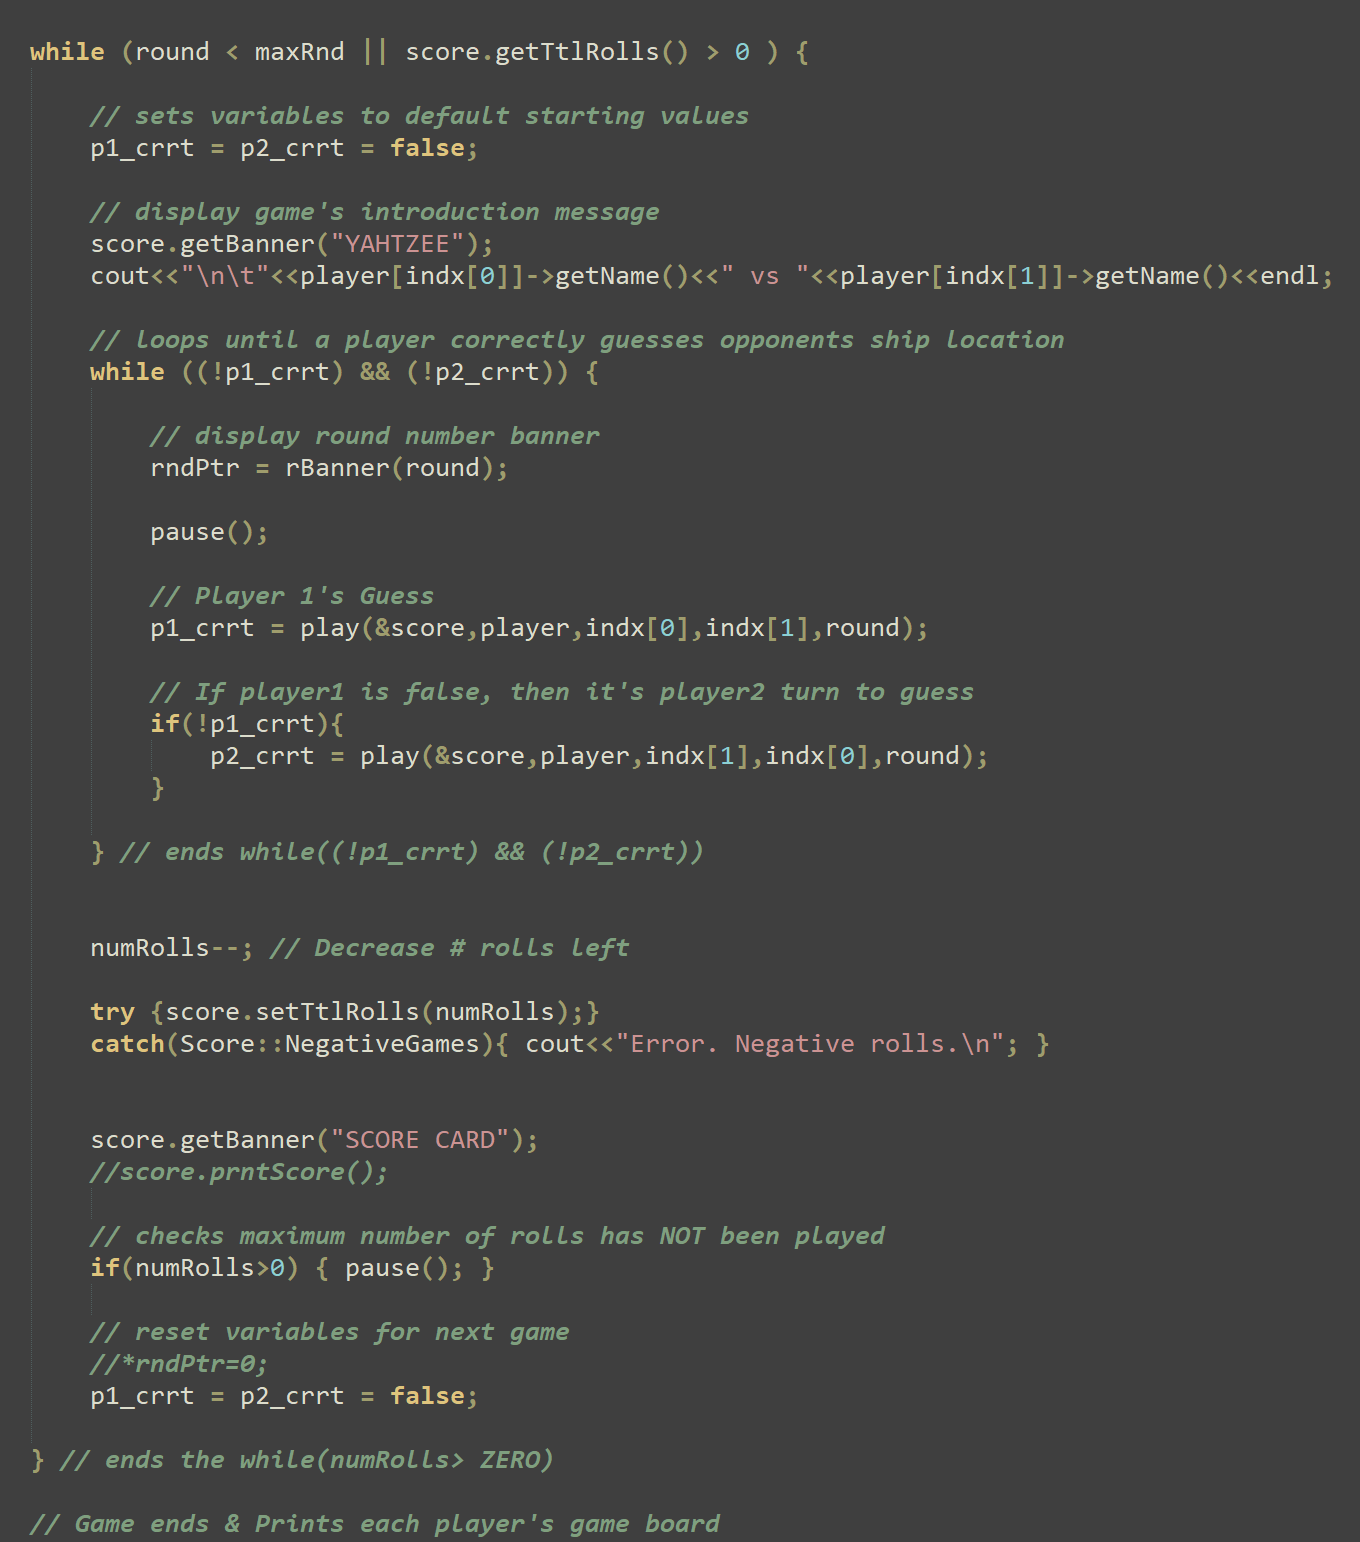 while (round < maxRnd || score.getTtlRolls() > 0 ) {
// sets variables to default starting values
p1_crrt = p2_crrt = false;
// display game's introduction message
score.getBanner("YAHTZEE");
cout<<"\n\t"<<player[indx[0]]->getName()<<" vs "<<player[indx[1]]->getName()<<endl;
// loops until a player correctly guesses opponents ship location
while ((!p1_crrt) && (!p2_crrt)) {
// display round number banner
rndPtr = rBanner(round);
pause();
// Player 1's Guess
p1_crrt = play(&score,player,indx[0],indx[1],round);
// If player1 is false, then it's player2 turn to guess
if(!p1_crrt){
p2_crrt = play(&score,player,indx[1],indx[0],round);
}
} // ends while((!p1_crrt) && (!p2_crrt))
numRolls--; // Decrease # rolls left
try {score.setTtlRolls(numRolls);}
catch(Score::NegativeGames){ cout<<"Error. Negative rolls.\n"; }
score.getBanner("SCORE CARD");
//score.prntScore();
// checks maximum number of rolls has NOT been played
if(numRolls>0) { pause(); }
// reset variables for next game
//*rndPtr=0;
p1_crrt = p2_crrt = false;
} // ends the while(numRolls> ZERO)
// Game ends & Prints each player's game board